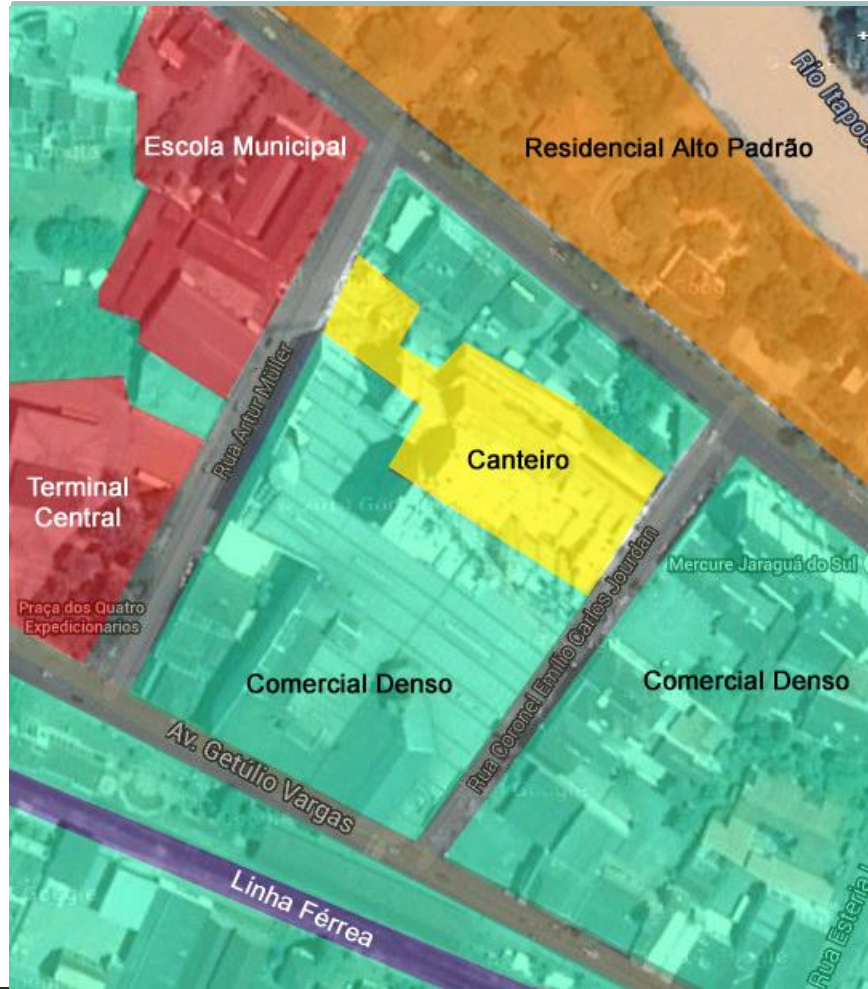 Rio Itapoc
Escola Municipal
Residencial Alto Padrão
Rua Artur Müller
Canteiro
Terminal
Central
Mercure Jaraguá do Sul
Praça dos Quatro
Expedicionarios
Comercial Denso
Comercial Denso
Rua Coronel Emílio Carlos Jourdan
Av. Getúlio Vargas
Linha Férrea
Rua Esteria